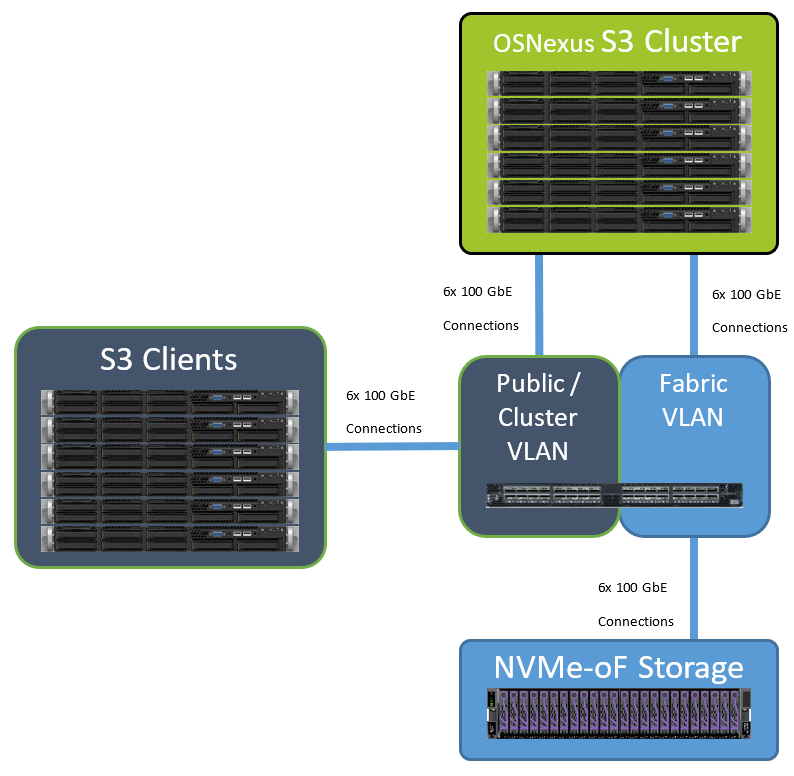 OSNexus S3 Cluster
6x 100 GbE
Connections
6x 100 GbE
Connections
S3 Clients
6x 100 GbE
Connections
Public /
Cluster
VLAN
Fabric
VLAN
6x 100 GbE
Connections
NVMe-oF Storage